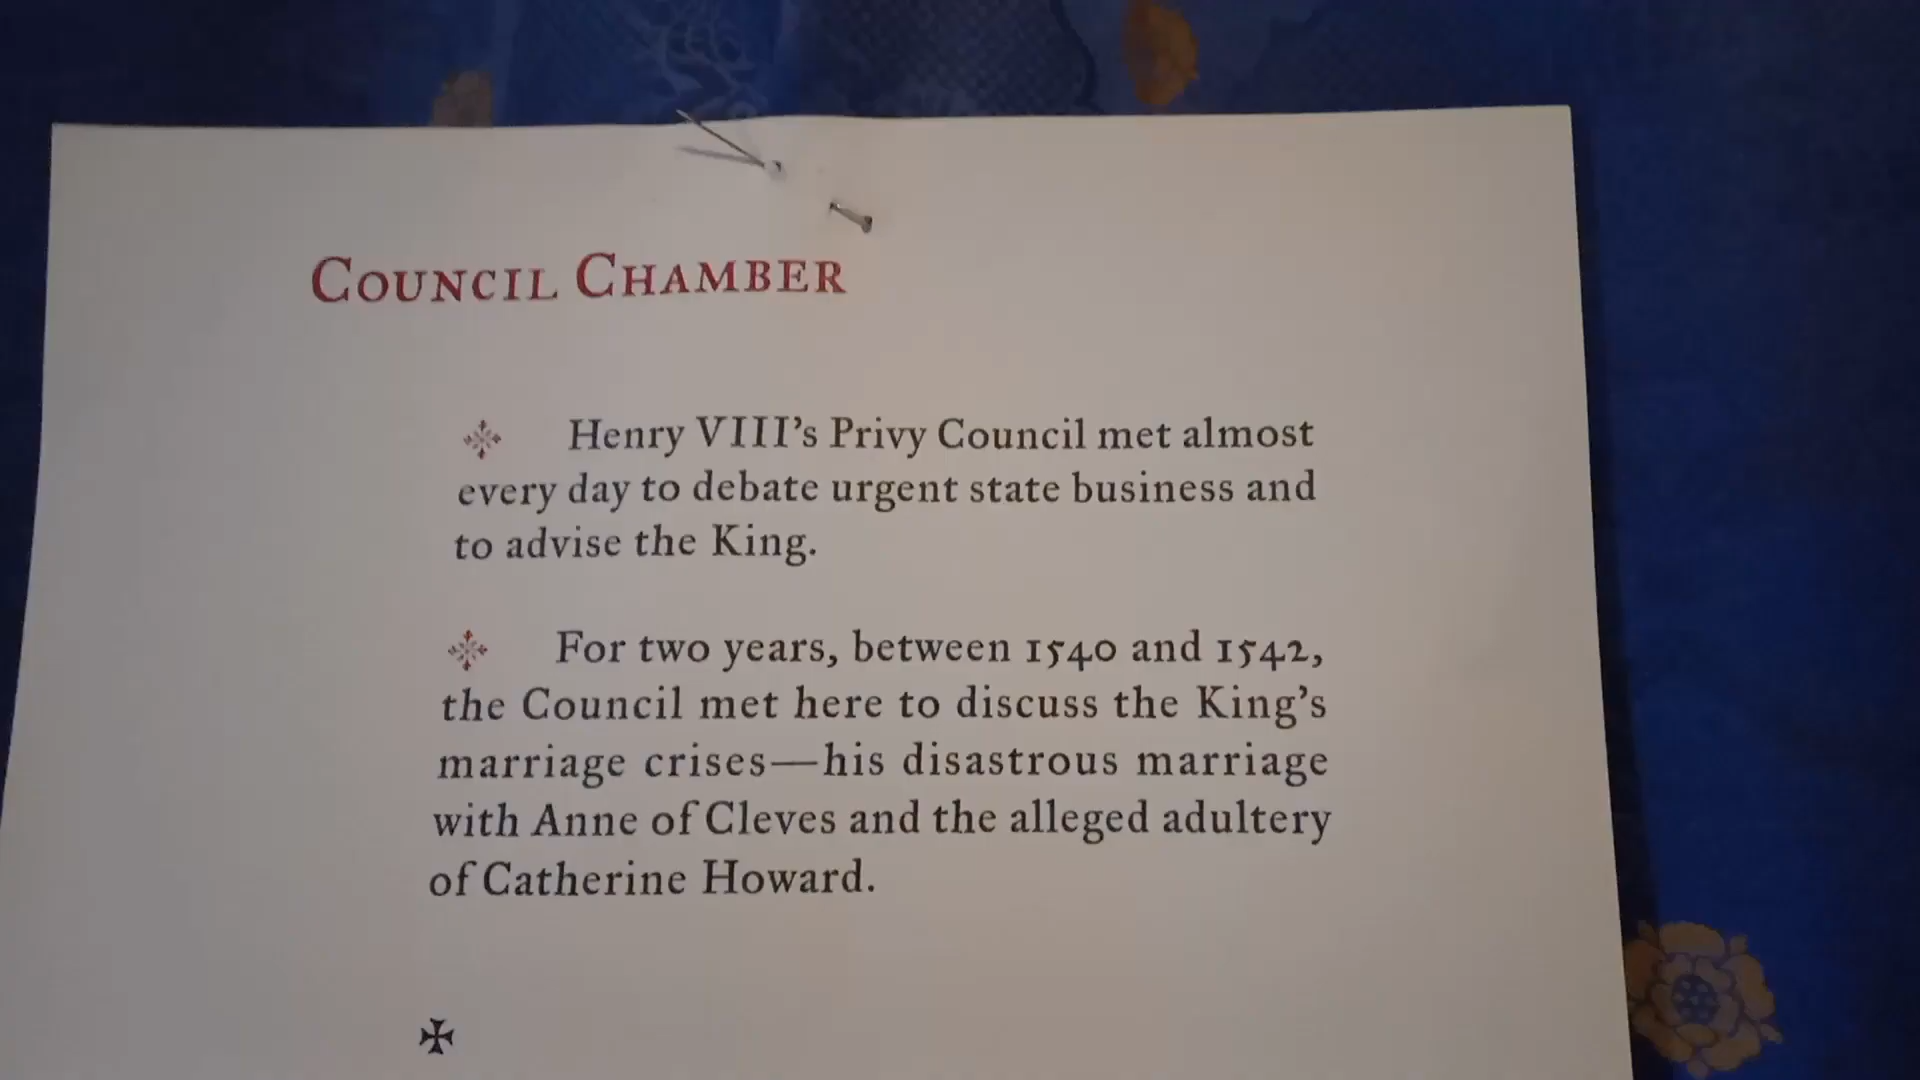 COUNCIL CHAMBER
Henry VIII's Privy Council met almost
every day to debate urgent state business and
to advise the King.
For two years, between 1540 and 1542,
the Council met here to discuss the King's
marriage crises—his disastrous marriage
with Anne of Cleves and the alleged adultery
of Catherine Howard.